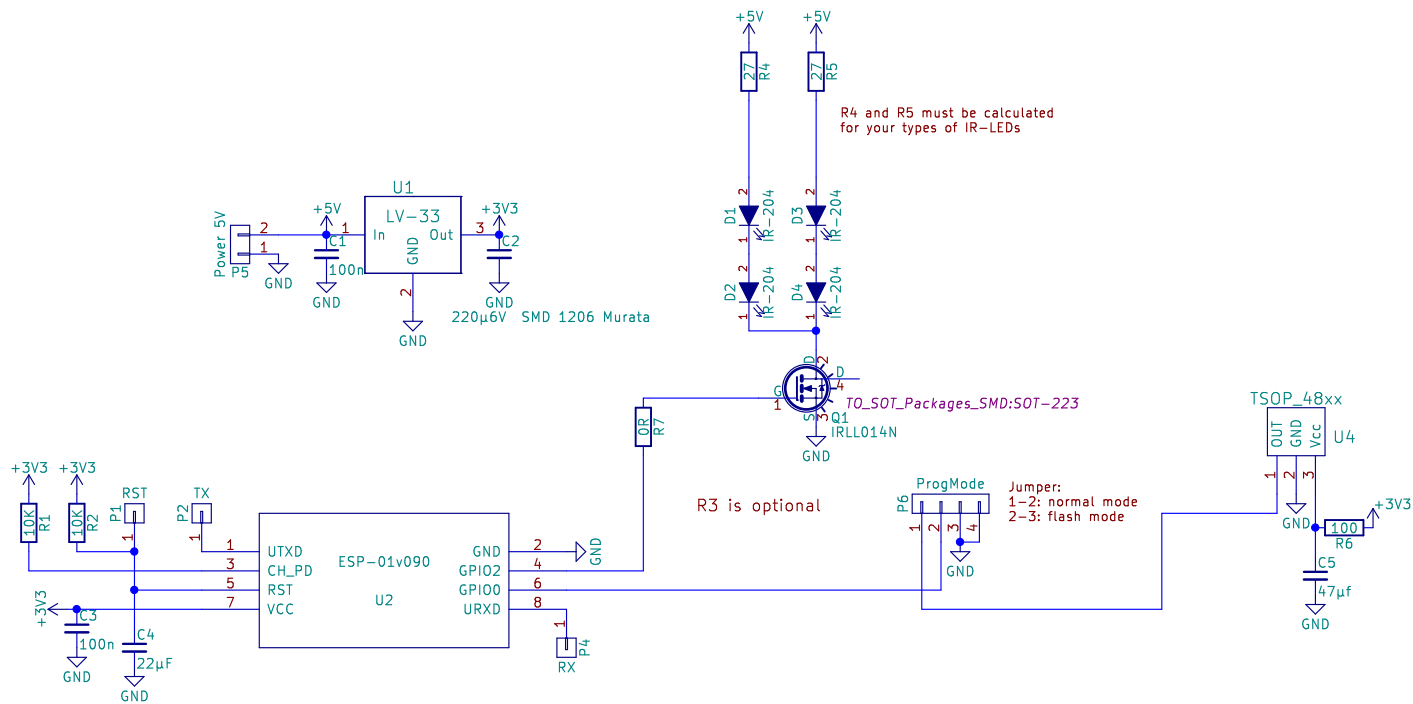 +5V
+5V
27
R4
27
R5
R4 and R5 must be calculated
for your types of IR-LEDs
2
D1
1
IR-204
2
D3
1
IR-204
2
D2
1
IR-204
2
D4
1
IR-204
U1
LV-33
In
Out
GND
1
3
2
GND
Power 5V
2
1
P5
GND
+5V
C1
100n
GND
+3V3
C2
GND
220µ6V SMD 1206 Murata
D
2
D
4
G
1
S
3
Q1
IRLL014N
TO_SOT_Packages_SMD:SOT-223
GND
0R
R7
R3 is optional
TSOP_48xx
OUT
GND
Vcc
U4
1
2
3
GND
+3V3
100
R6
C5
47µf
GND
ProgMode
P6
1
2
3
4
GND
Jumper:
1-2: normal mode
2-3: flash mode
+3V3
+3V3
10K
R1
10K
R2
RST
P1
1
TX
P2
1
ESP-01v090
U2
1
UTXD
3
CH_PD
5
RST
7
VCC
GND
2
GPIO2
4
GPIO0
6
URXD
8
GND
1
P4
RX
+3V3
C3
100n
GND
C4
22µF
GND